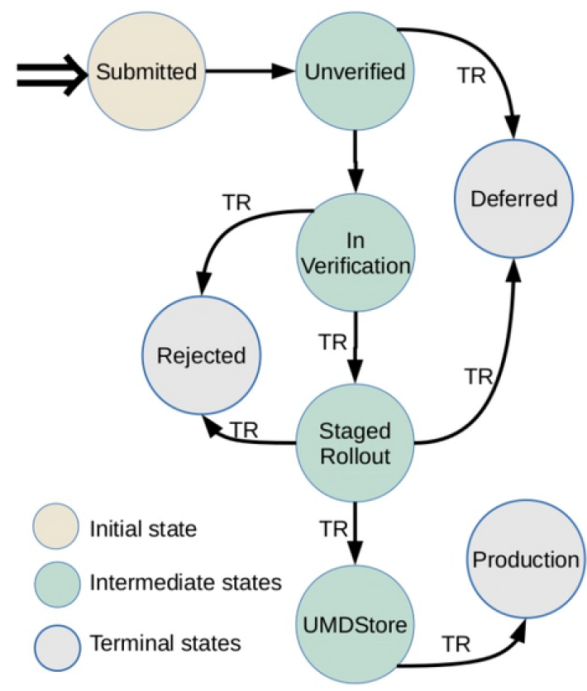 Submitted
Unverified
TR
Deferred
TR
In
Verification
TR
Rejected
TR
TR
Staged
Rollout
TR
Production
UMDStore
TR
Initial state
Intermediate states
Terminal states